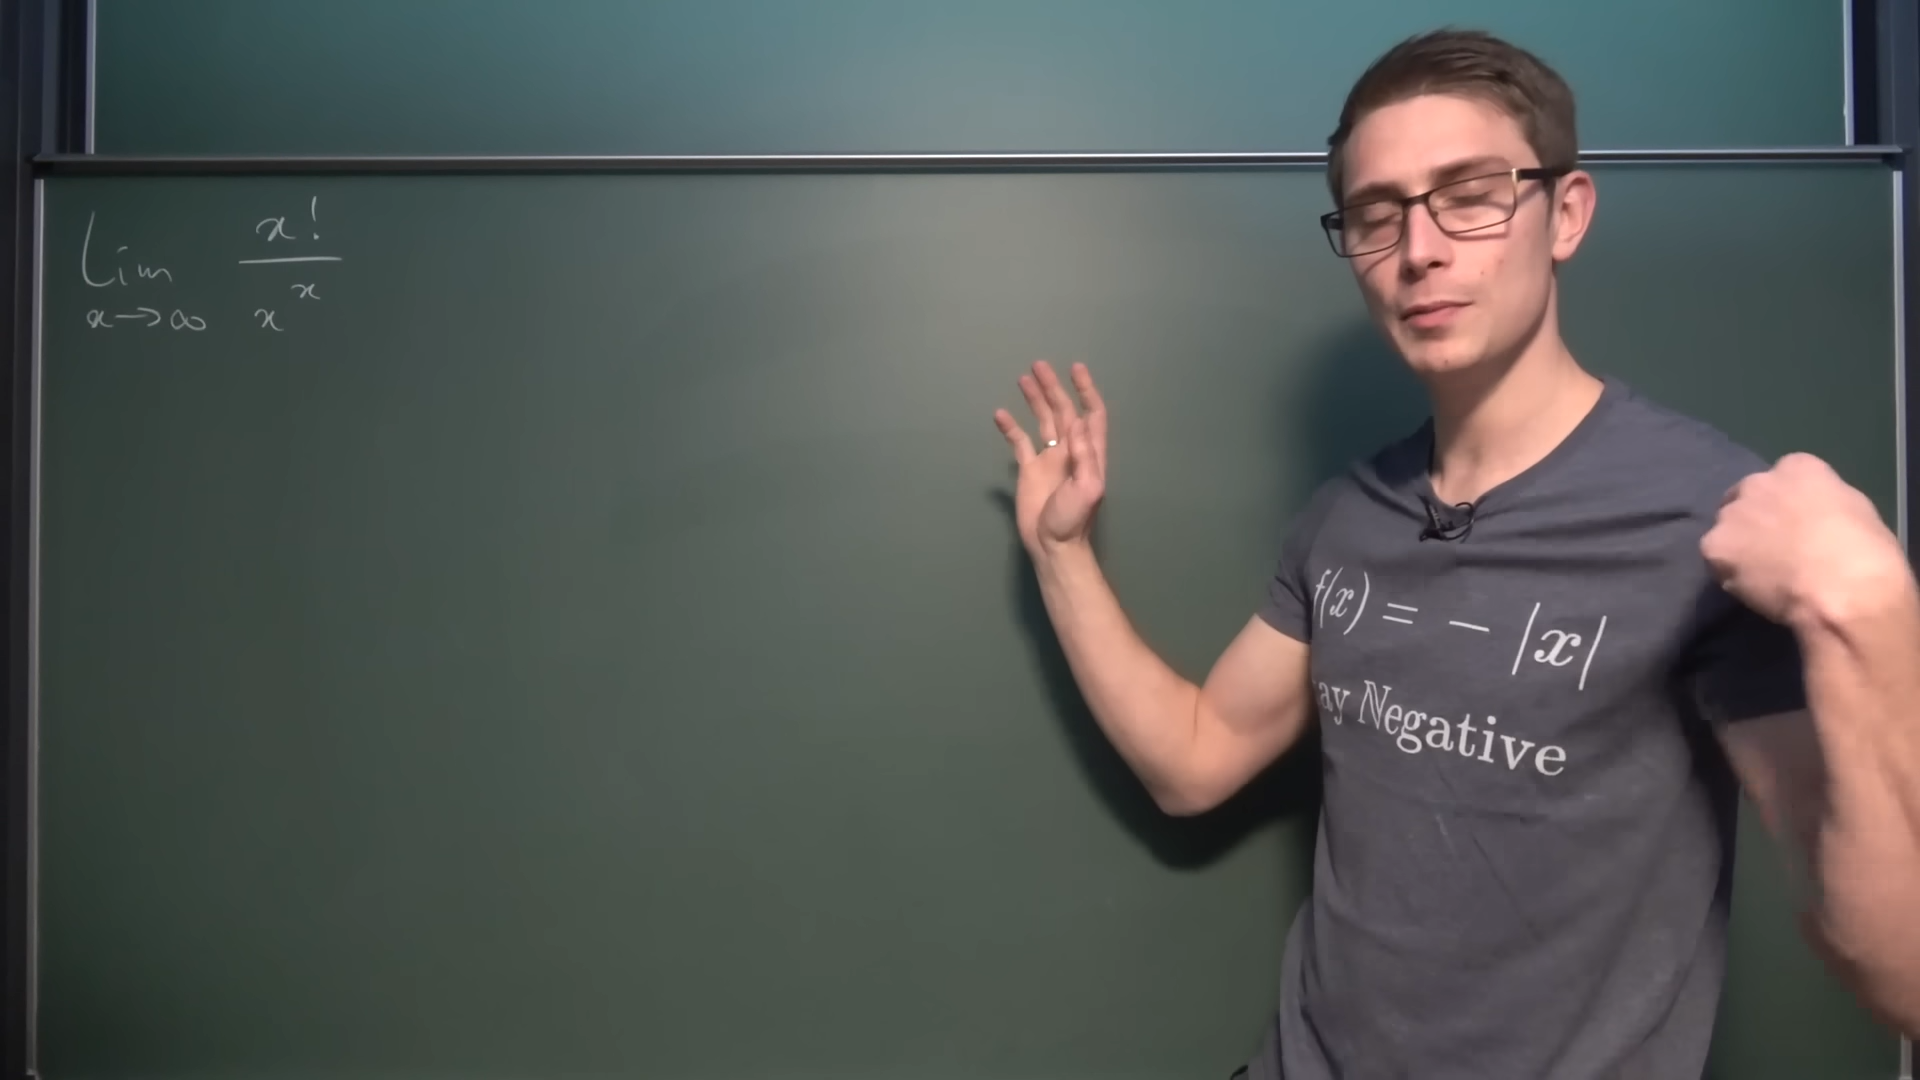 lim x!
x→∞ x^x
f(x) = − |x|
ay ℕegative